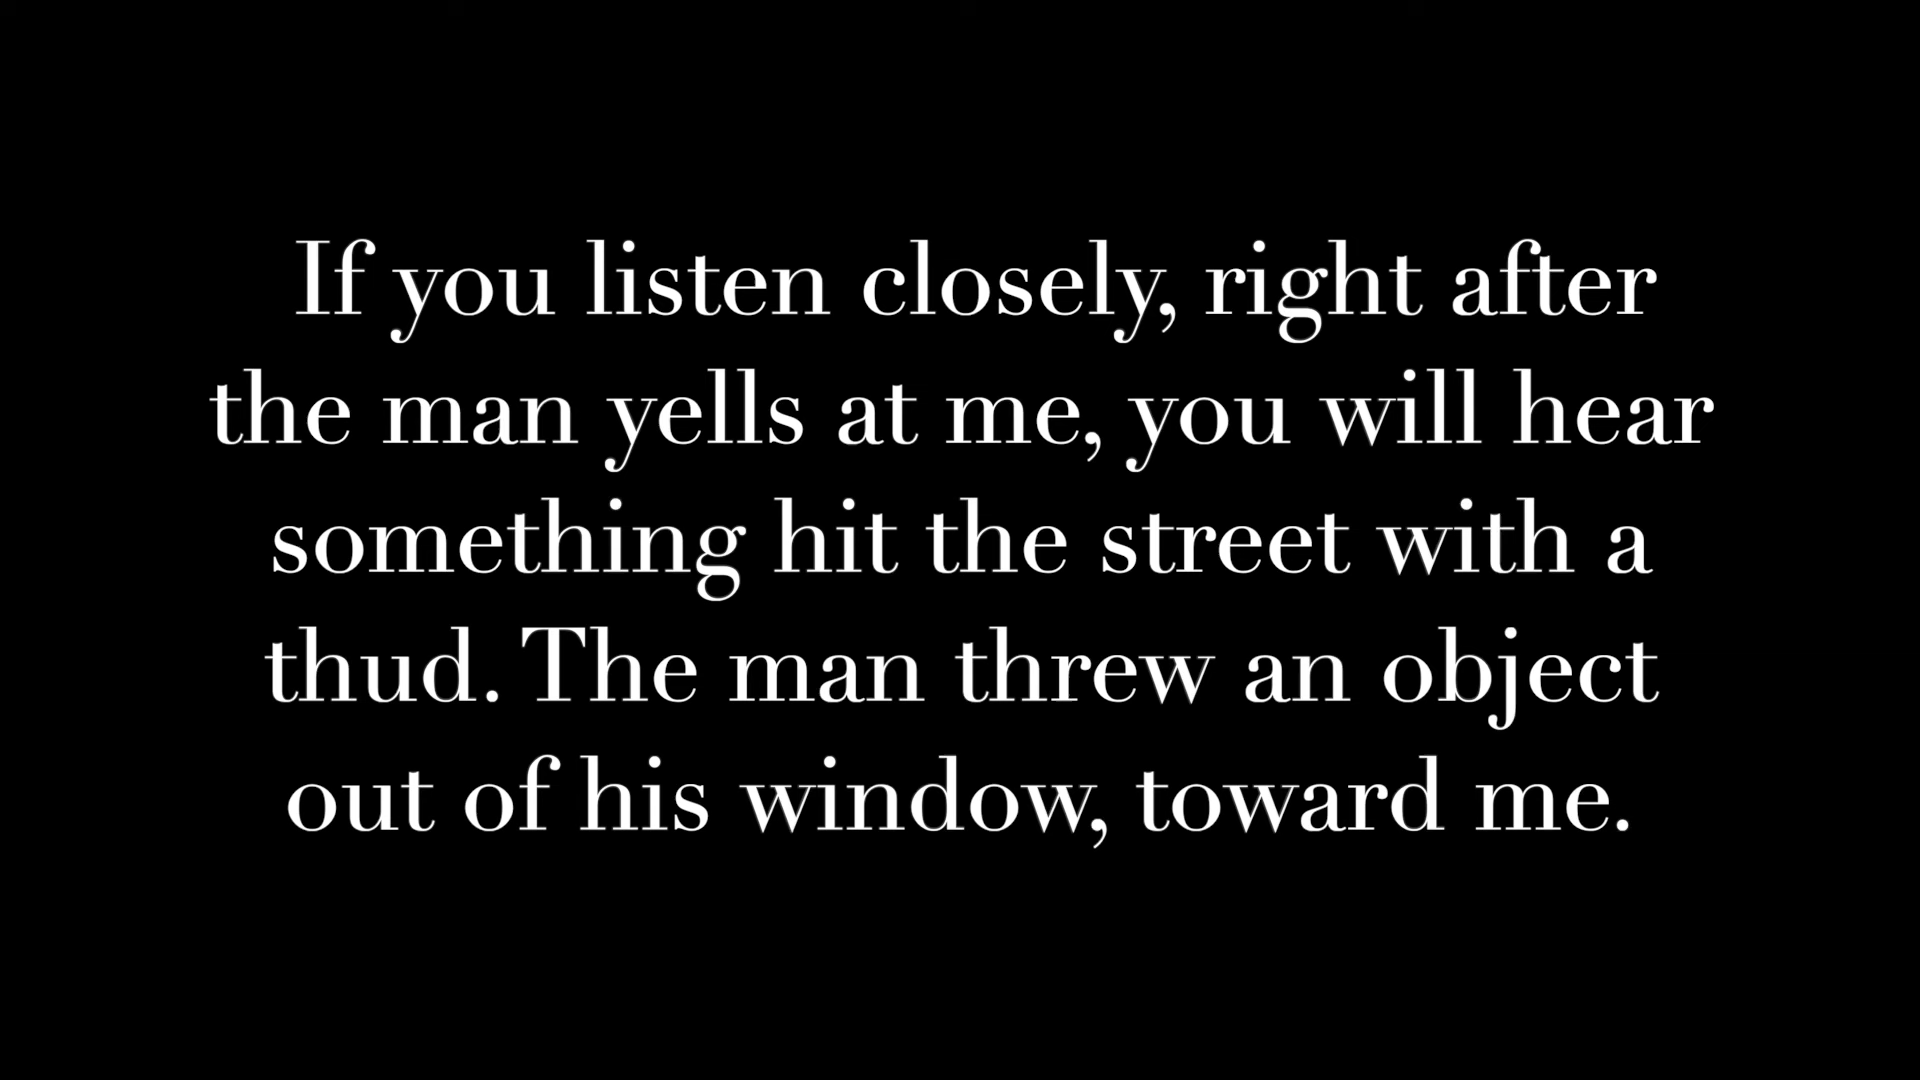 If you listen closely, right after
the man yells at me, you will hear
something hit the street with a
thud. The man threw an object
out of his window, toward me.